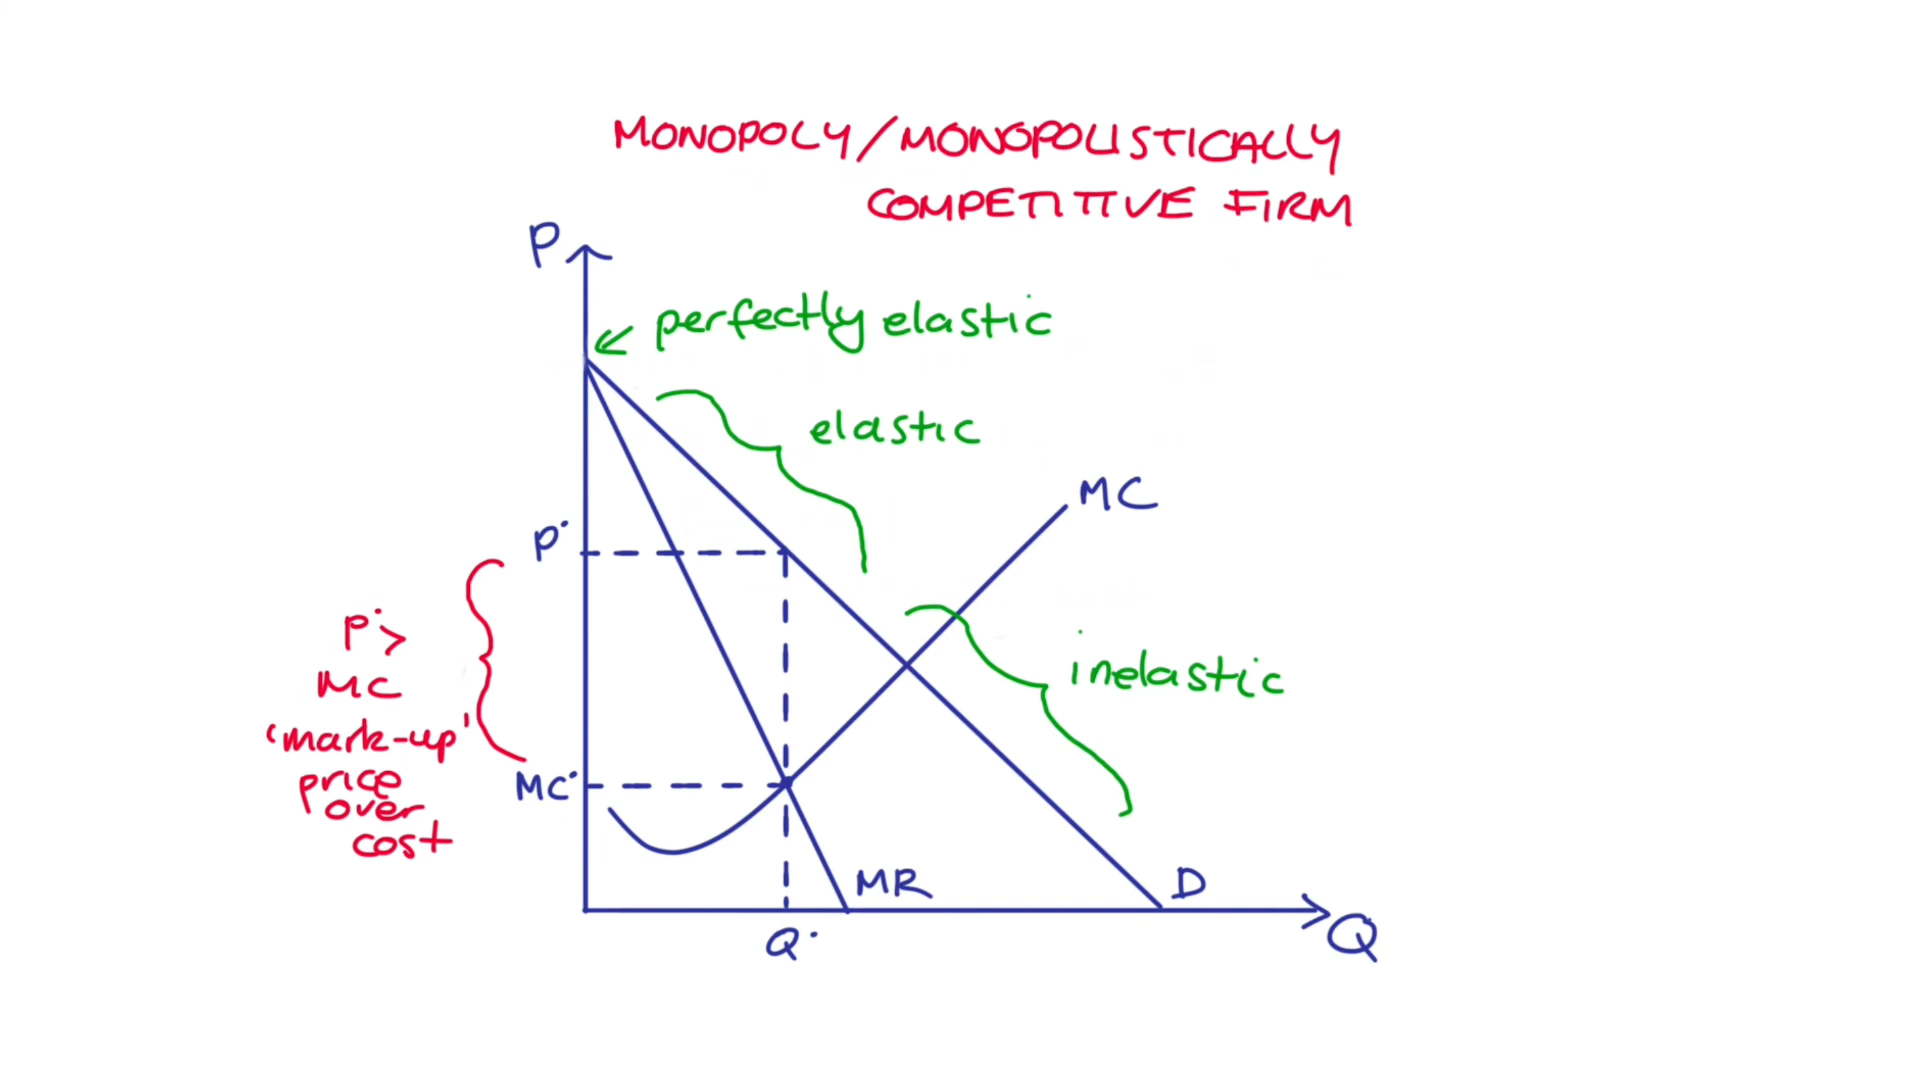 MONOPOLY/MONOPOLISTICALLY
COMPETITIVE FIRM
P
perfectly elastic
elastic
MC
P*
P*>
MC
'mark-up'
price
over
cost
inelastic
MC*
MR
D
Q*
Q